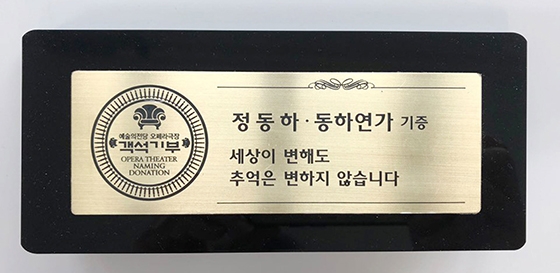 예술의전당 오페라극장
객석기부
OPERA THEATER
NAMING
DONATION
정동하 · 동하연가 기증
세상이 변해도
추억은 변하지 않습니다